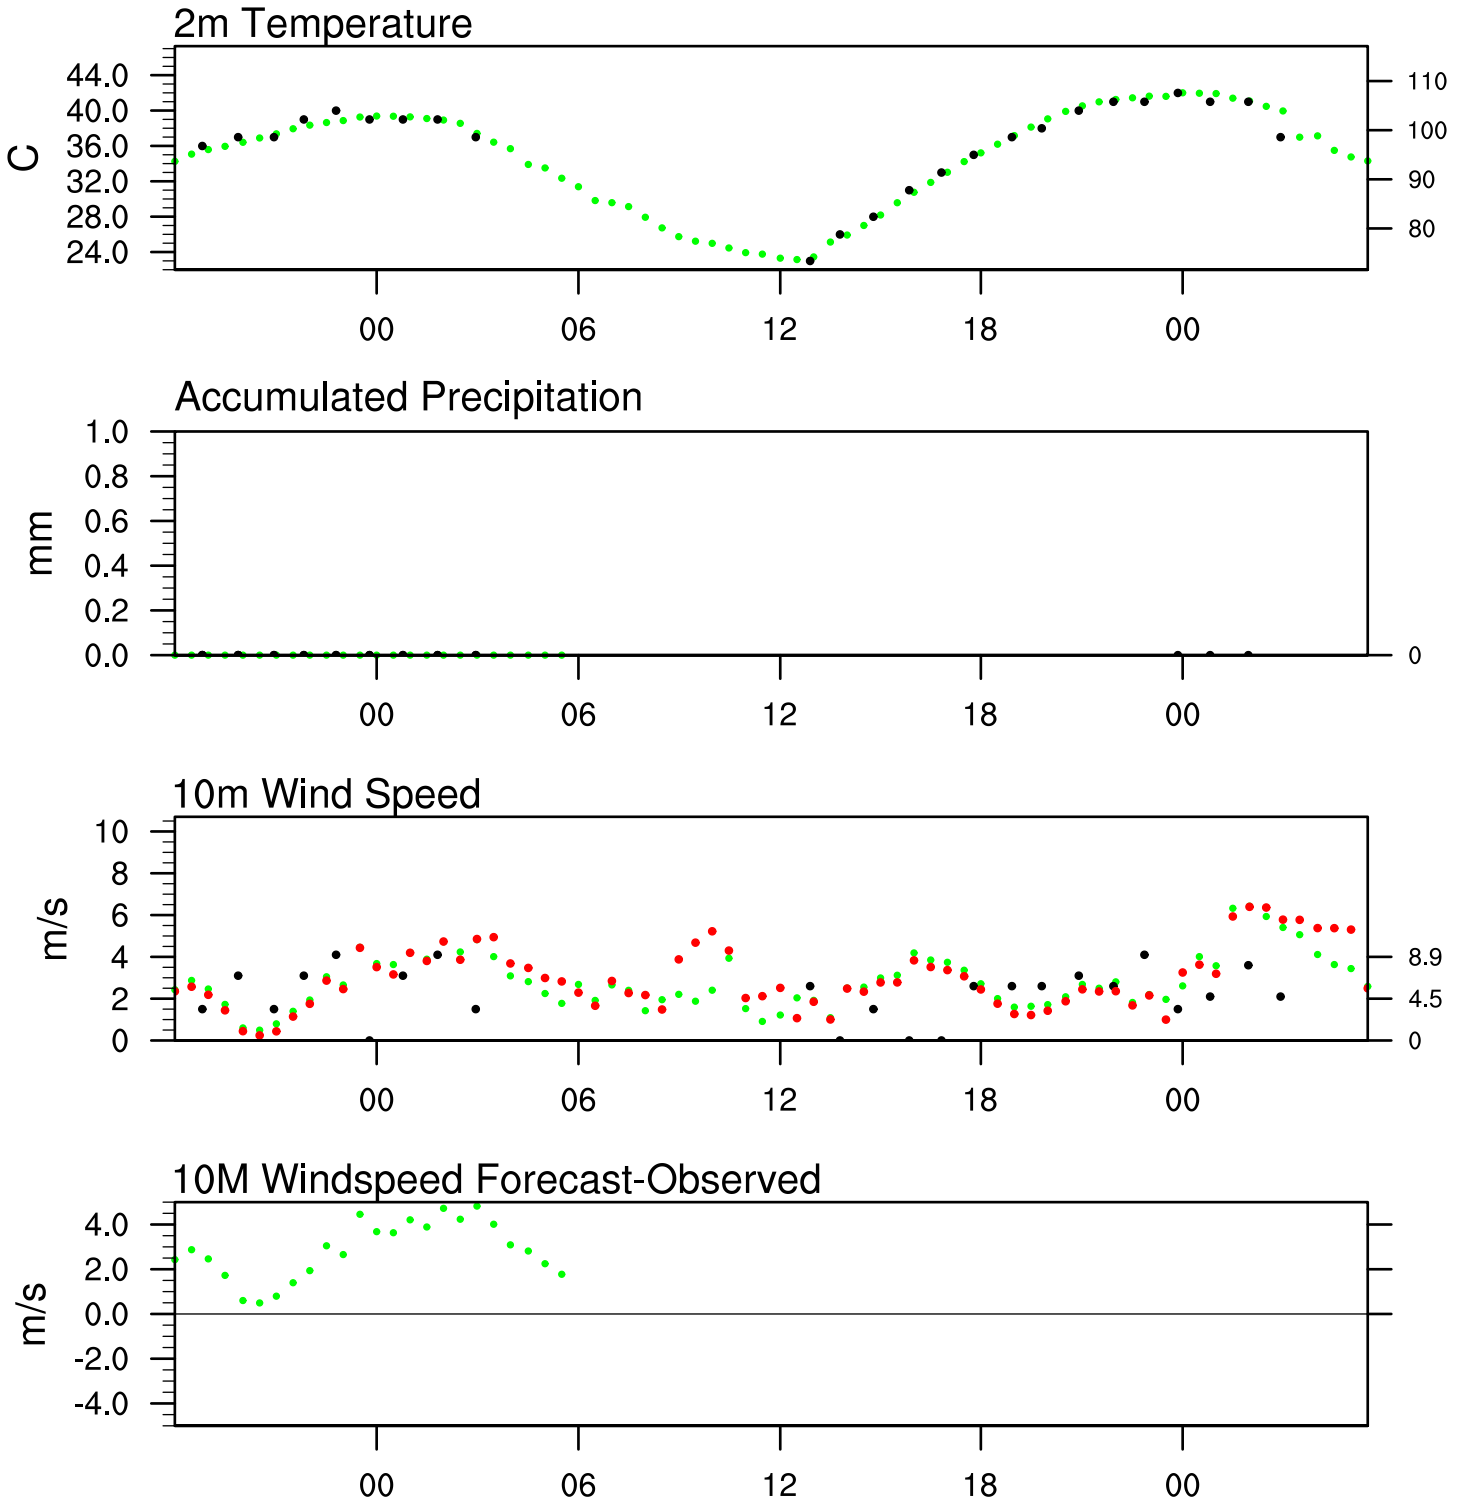 2m Temperature
44.0
40.0
36.0
32.0
28.0
24.0
C
110
100
90
80
00 06 12 18 00
Accumulated Precipitation
1.0
0.8
0.6
0.4
0.2
0.0
mm
0
00 06 12 18 00
10m Wind Speed
10
8
6
4
2
0
m/s
8.9
4.5
0
00 06 12 18 00
10M Windspeed Forecast-Observed
4.0
2.0
0.0
-2.0
-4.0
m/s
00 06 12 18 00